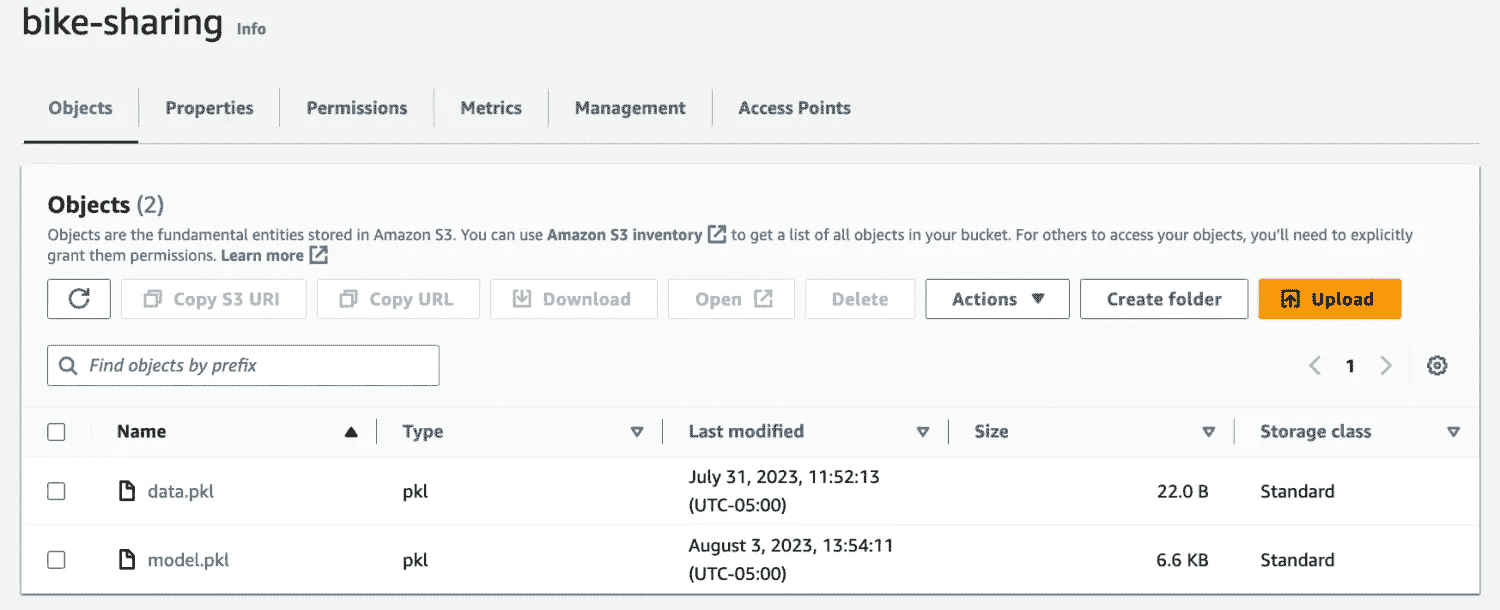 bike-sharing Info
Objects Properties Permissions Metrics Management Access Points
Objects (2)
Objects are the fundamental entities stored in Amazon S3. You can use Amazon S3 inventory to get a list of all objects in your bucket. For others to access your objects, you'll need to explicitly
grant them permissions. Learn more
Copy S3 URI Copy URL Download Open Delete Actions Create folder Upload
Find objects by prefix
1
Name Type Last modified Size Storage class
data.pkl pkl July 31, 2023, 11:52:13 22.0 B Standard
(UTC-05:00)
model.pkl pkl August 3, 2023, 13:54:11 6.6 KB Standard
(UTC-05:00)